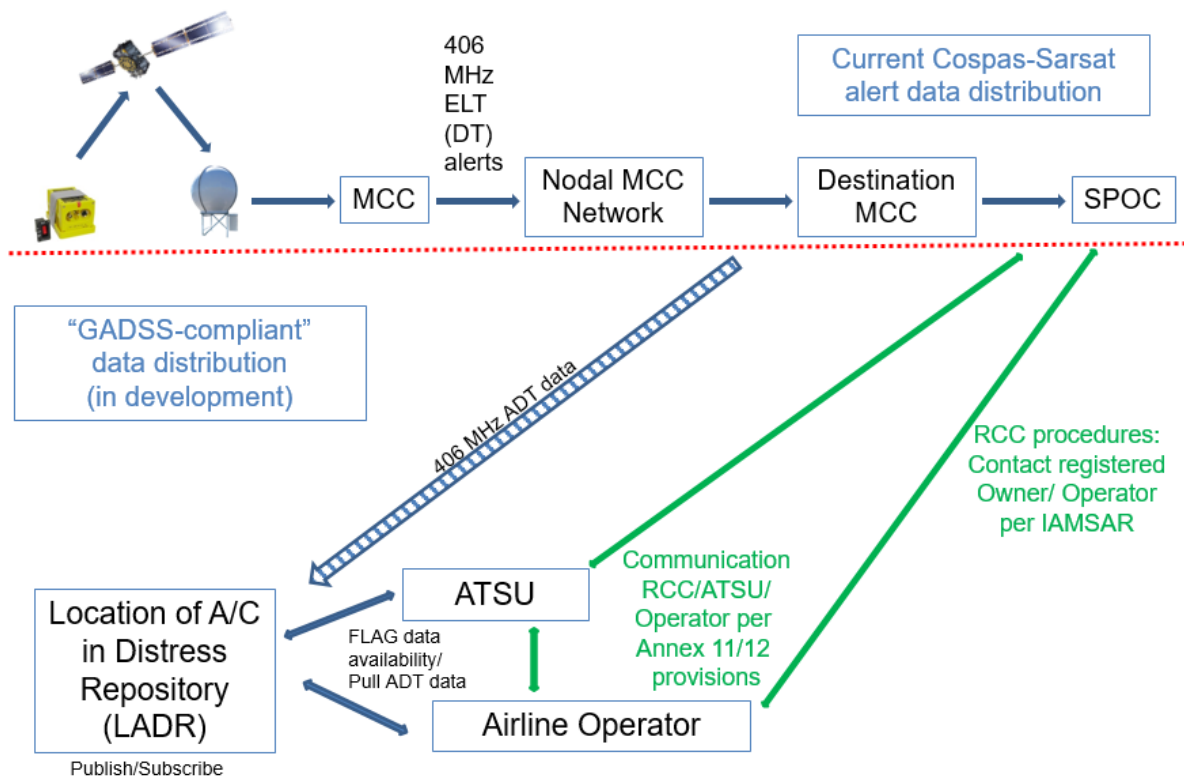 406
MHz
ELT
(DT)
alerts
Current Cospas-Sarsat
alert data distribution
MCC
Nodal MCC
Network
Destination
MCC
SPOC
“GADSS-compliant”
data distribution
(in development)
406 MHz ADT data
RCC procedures:
Contact registered
Owner/ Operator
per IAMSAR
Communication
RCC/ATSU/
Operator per
Annex 11/12
provisions
ATSU
Location of A/C
in Distress
Repository
(LADR)
FLAG data
availability/
Pull ADT data
Airline Operator
Publish/Subscribe